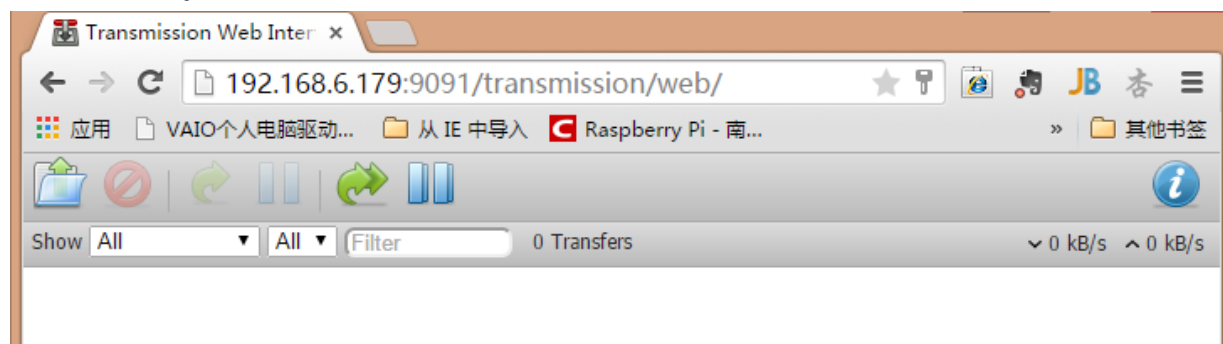 Transmission Web Inter
192.168.6.179:9091/transmission/web/
JB 杏
应用 VAIO个人电脑驱动... 从 IE 中导入 C Raspberry Pi - 南... » 其他书签
i
Show All All Filter 0 Transfers 0 kB/s 0 kB/s